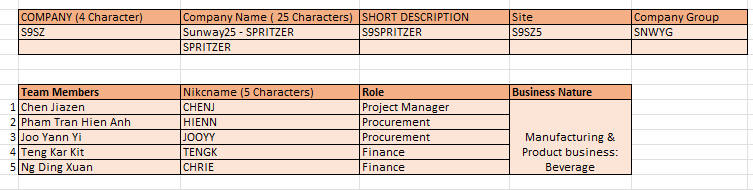 COMPANY (4 Character) Company Name ( 25 Characters) SHORT DESCRIPTION Site Company Group
S9SZ Sunway25 - SPRITZER S9SPRITZER S9SZ5 SNWYG
SPRITZER
Team Members Nikcname (5 Characters) Role Business Nature
1 Chen Jiazen CHENJ Project Manager
2 Pham Tran Hien Anh HIENN Procurement
3 Joo Yann Yi JOOYY Procurement
4 Teng Kar Kit TENGK Finance
5 Ng Ding Xuan CHRIE Finance
Manufacturing &
Product business:
Beverage